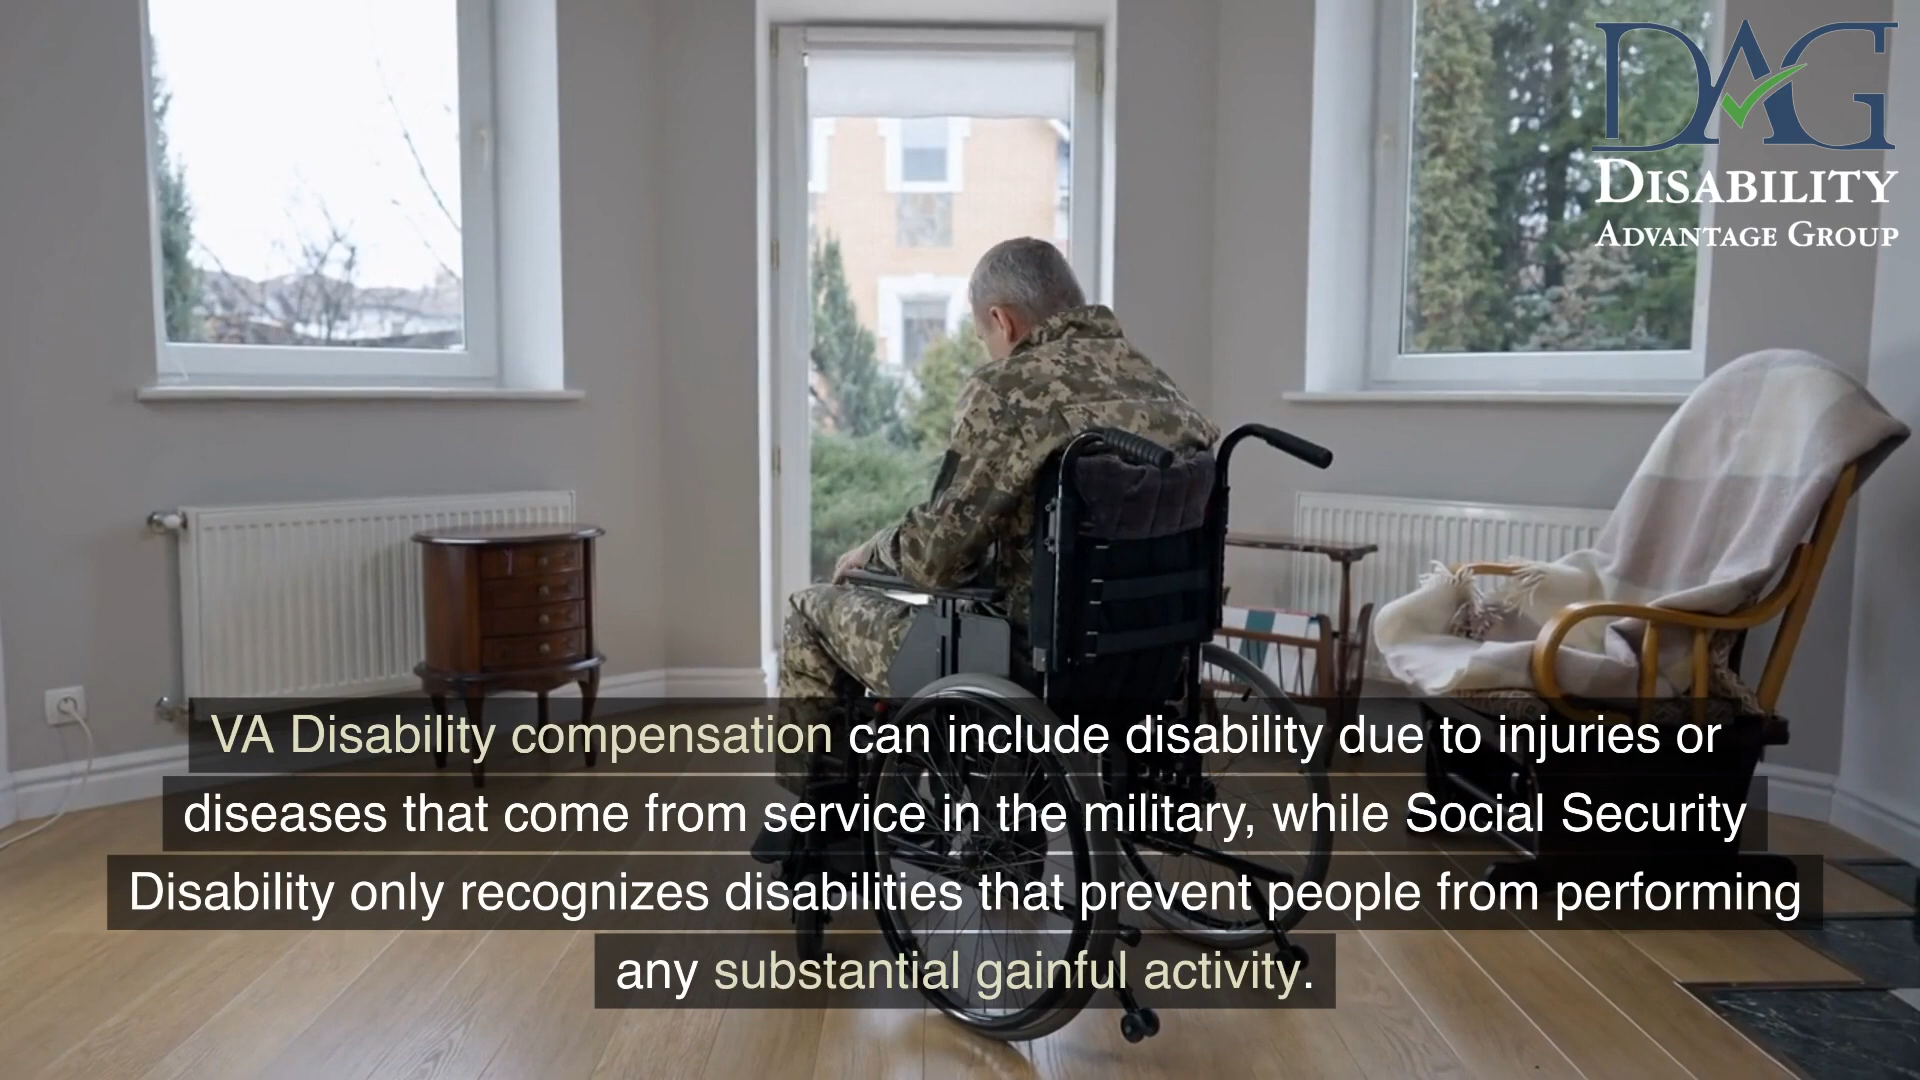 DAG
DISABILITY
ADVANTAGE GROUP
VA Disability compensation can include disability due to injuries or
diseases that come from service in the military, while Social Security
Disability only recognizes disabilities that prevent people from performing
any substantial gainful activity.